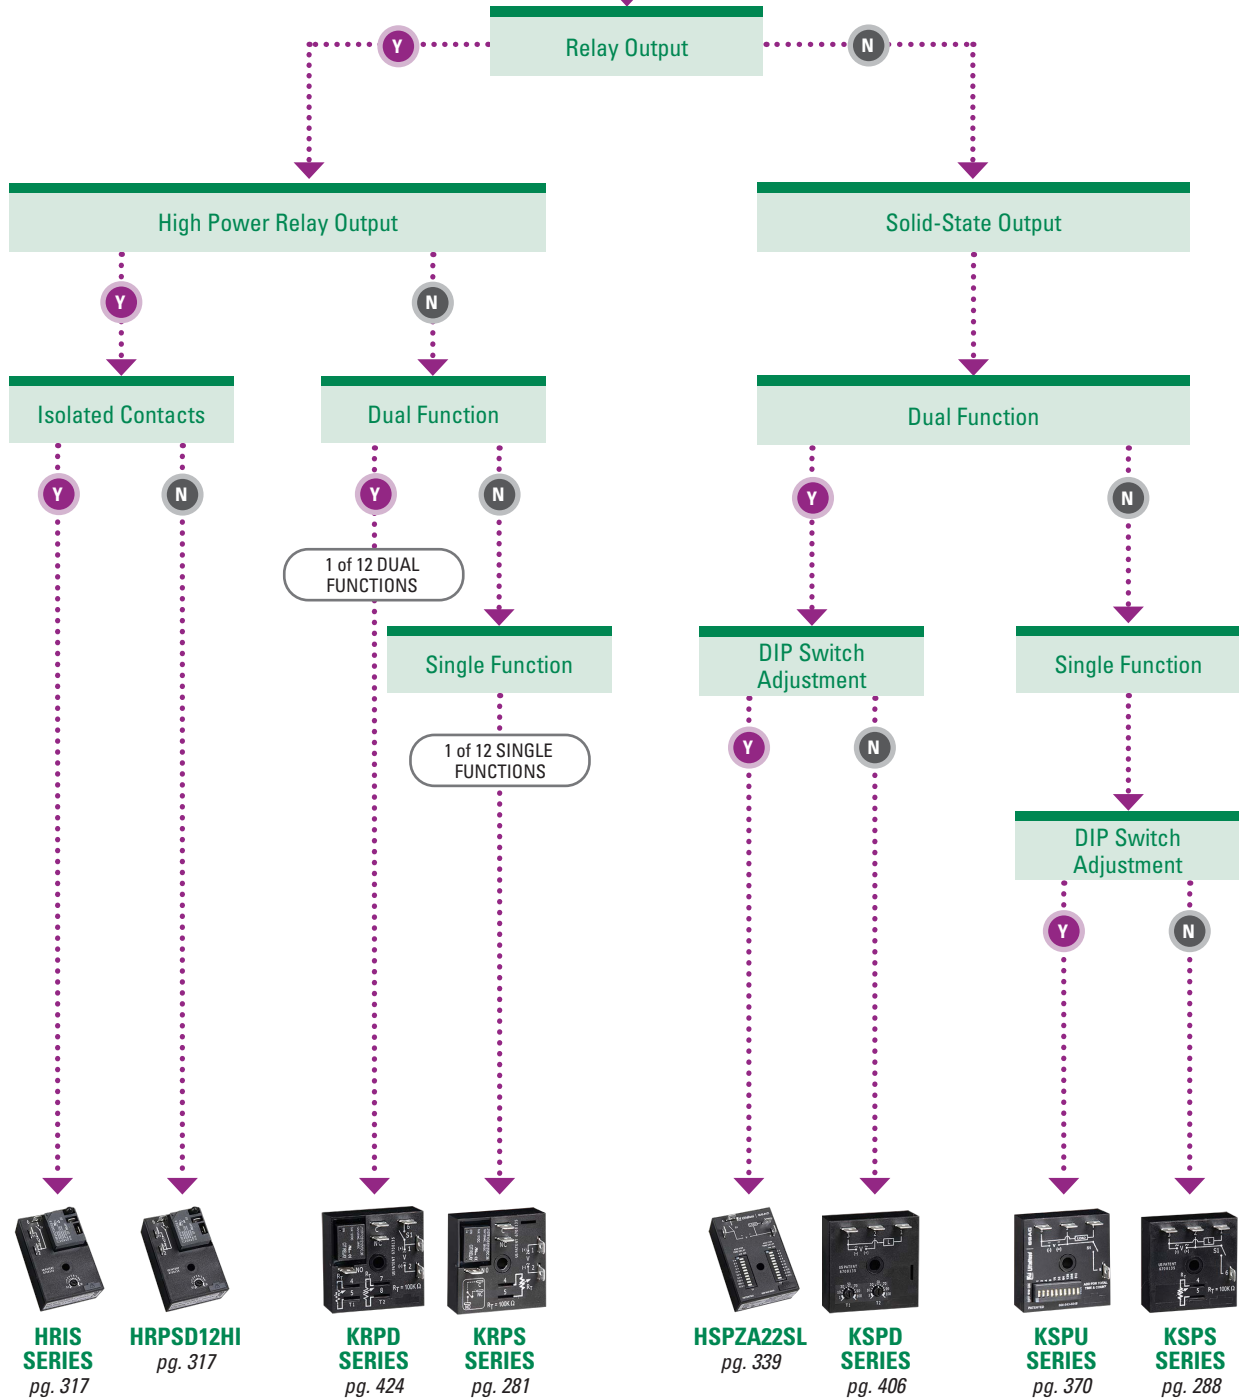 Relay Output
Y
N
High Power Relay Output
Solid-State Output
Y
N
Isolated Contacts
Dual Function
Dual Function
Y
N
Y
N
Y
N
1 of 12 DUAL
FUNCTIONS
Single Function
DIP Switch
Adjustment
Single Function
1 of 12 SINGLE
FUNCTIONS
Y
N
DIP Switch
Adjustment
Y
N
HRIS
SERIES
pg. 317
HRPSD12HI
pg. 317
KRPD
SERIES
pg. 424
KRPS
SERIES
pg. 281
HSPZA22SL
pg. 339
KSPD
SERIES
pg. 406
KSPU
SERIES
pg. 370
KSPS
SERIES
pg. 288